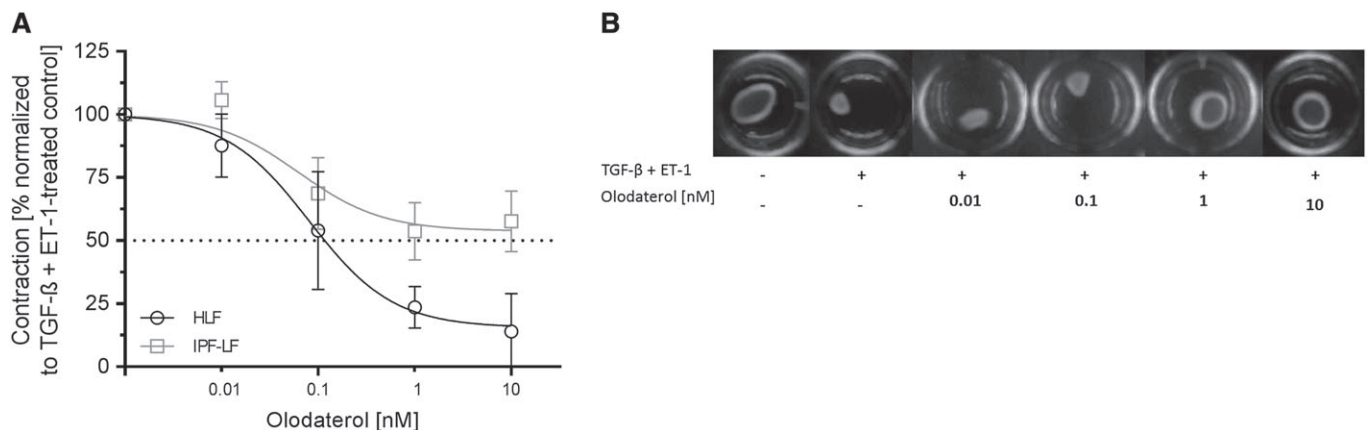 A
Contraction [% normalized
to TGF-ß + ET-1-treated control]
125
100
75
50
25
0
HLF
IPF-LF
0.01 0.1 1 10
Olodaterol [nM]
B
TGF-β + ET-1 - + + + + +
Olodaterol [nM] - - 0.01 0.1 1 10